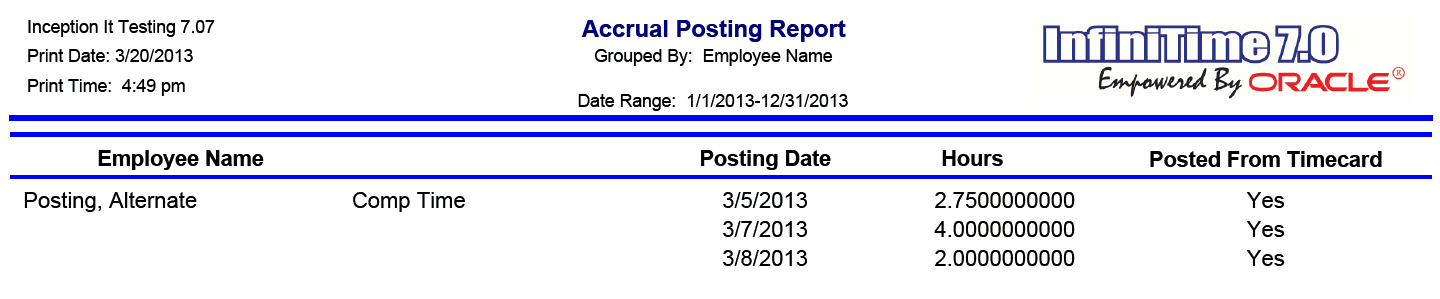 Inception It Testing 7.07
Print Date: 3/20/2013
Print Time: 4:49 pm
Accrual Posting Report
Grouped By: Employee Name
Date Range: 1/1/2013-12/31/2013
InfiniTime 7.0
Empowered By ORACLE®
Employee Name Posting Date Hours Posted From Timecard
Posting, Alternate Comp Time 3/5/2013 2.7500000000 Yes
3/7/2013 4.0000000000 Yes
3/8/2013 2.0000000000 Yes